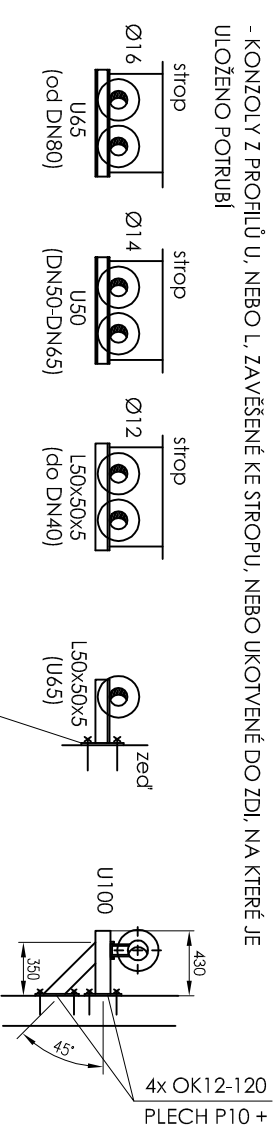 - KONZOLY Z PROFILŮ U, NEBO L, ZAVĚŠENÉ KE STROPU, NEBO UKOTVENÉ DO ZDI, NA KTERÉ JE
ULOŽENO POTRUBÍ
strop
Ø16
U65
(od DN80)
strop
Ø14
U50
(DN50-DN65)
strop
Ø12
L50x50x5
(do DN40)
zeď
L50x50x5
(U65)
U100
430
350
45°
4x OK12-120
PLECH P10 +